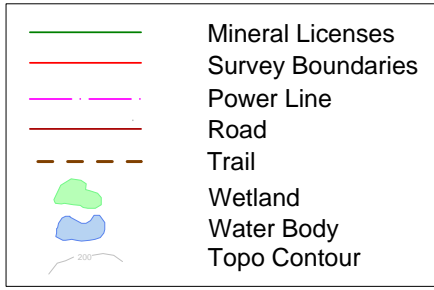 Mineral Licenses
Survey Boundaries
Power Line
Road
Trail
Wetland
Water Body
200 Topo Contour